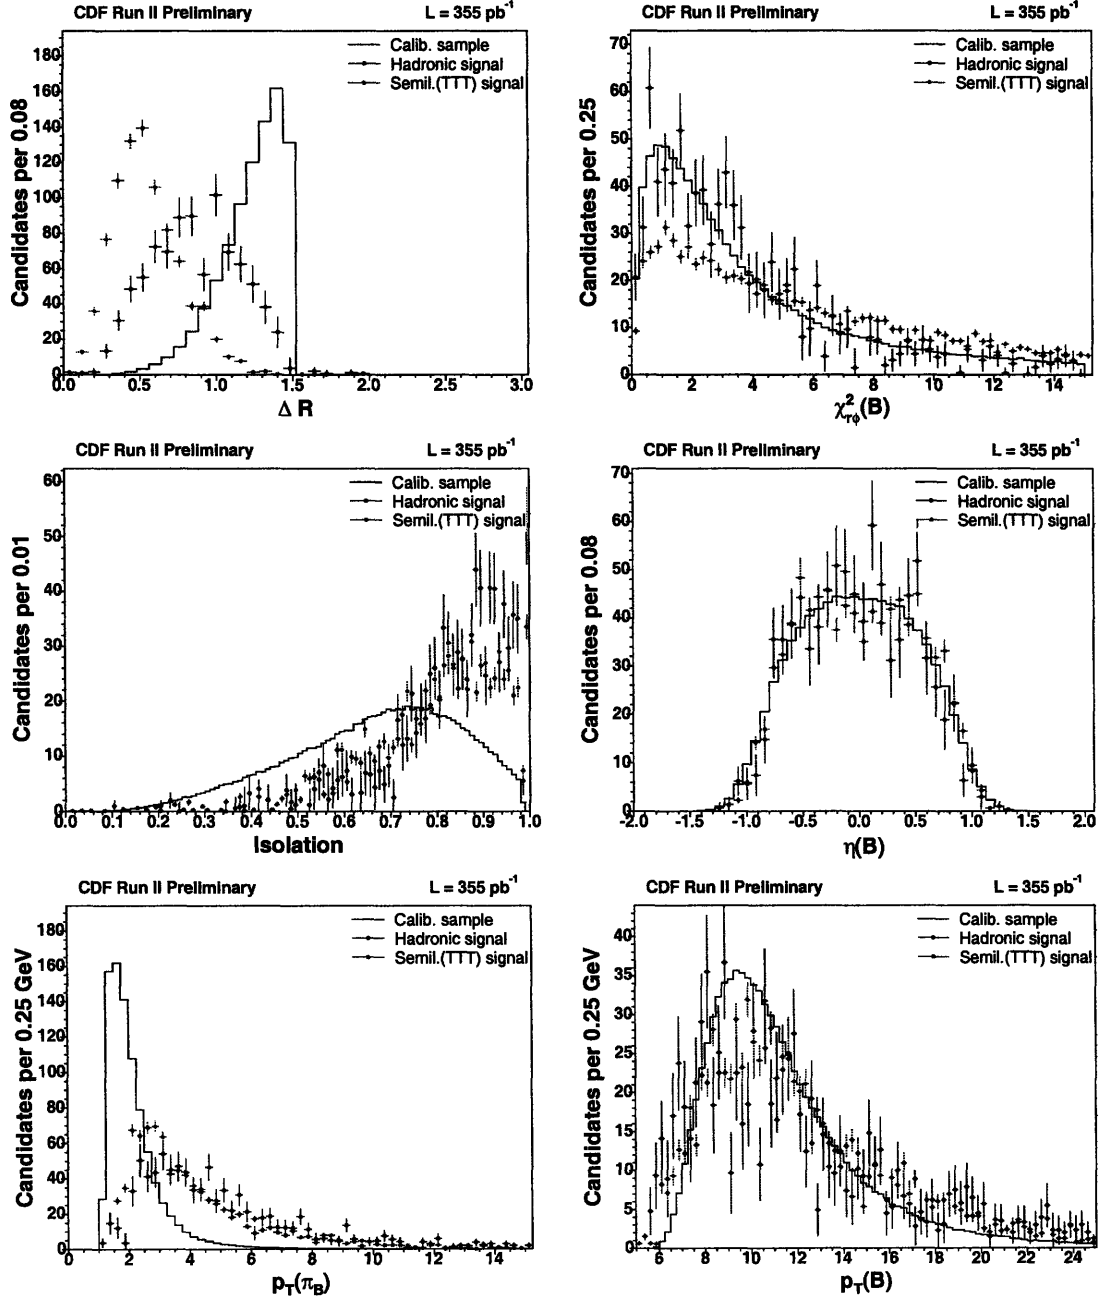 CDF Run II Preliminary L = 355 pb⁻¹
Calib. sample
Hadronic signal
Semil.(TTT) signal
Candidates per 0.08
180
160
140
120
100
80
60
40
20
0
0.0 0.5 1.0 1.5 2.0 2.5 3.0
Δ R
CDF Run II Preliminary L = 355 pb⁻¹
Calib. sample
Hadronic signal
Semil.(TTT) signal
Candidates per 0.25
70
60
50
40
30
20
10
0
0 2 4 6 8 10 12 14
χ²rϕ(B)
CDF Run II Preliminary L = 355 pb⁻¹
Calib. sample
Hadronic signal
Semil.(TTT) signal
Candidates per 0.01
60
50
40
30
20
10
0
0.0 0.1 0.2 0.3 0.4 0.5 0.6 0.7 0.8 0.9 1.0
Isolation
CDF Run II Preliminary L = 355 pb⁻¹
Calib. sample
Hadronic signal
Semil.(TTT) signal
Candidates per 0.08
70
60
50
40
30
20
10
0
-2.0 -1.5 -1.0 -0.5 0.0 0.5 1.0 1.5 2.0
η(B)
CDF Run II Preliminary L = 355 pb⁻¹
Calib. sample
Hadronic signal
Semil.(TTT) signal
Candidates per 0.25 GeV
180
160
140
120
100
80
60
40
20
0
0 2 4 6 8 10 12 14
pT(πB)
CDF Run II Preliminary L = 355 pb⁻¹
Calib. sample
Hadronic signal
Semil.(TTT) signal
Candidates per 0.25 GeV
40
35
30
25
20
15
10
5
0
6 8 10 12 14 16 18 20 22 24
pT(B)